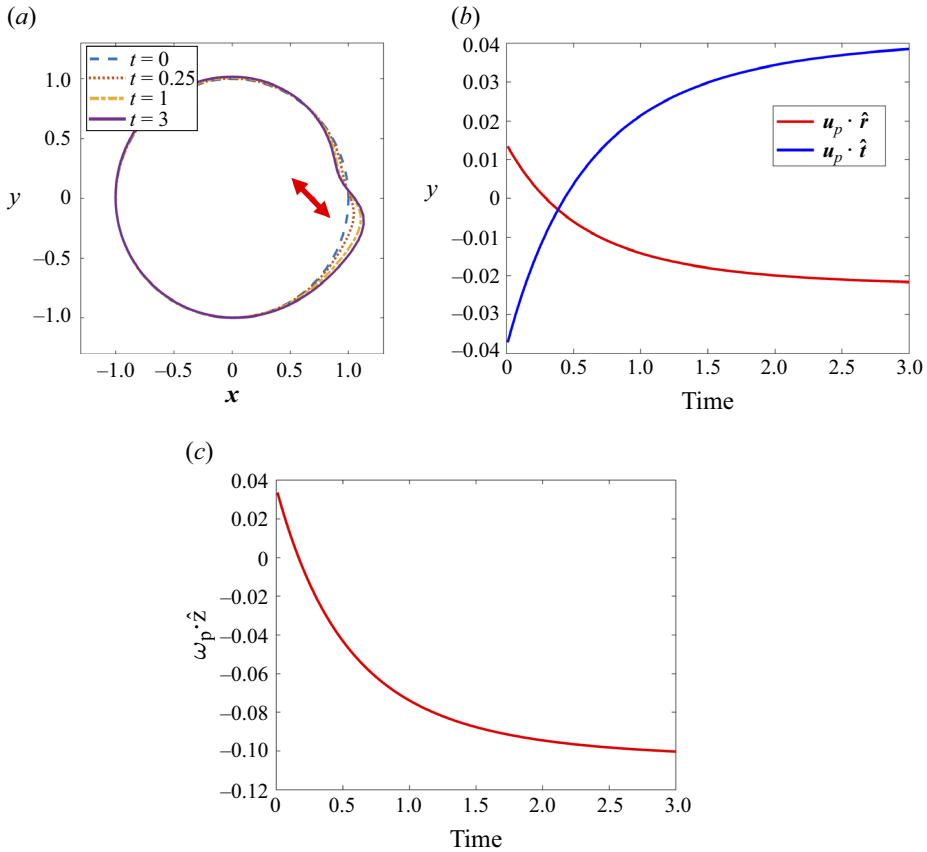 (a)
(b)
1.0
0.5
0
–0.5
–1.0
y
t = 0
t = 0.25
t = 1
t = 3
–1.0 –0.5 0 0.5 1.0
x
0.04
0.03
0.02
0.01
0
–0.01
–0.02
–0.03
–0.04
y
u_p · r̂
u_p · t̂
0 0.5 1.0 1.5 2.0 2.5 3.0
Time
(c)
0.04
0.02
0
–0.02
–0.04
–0.06
–0.08
–0.10
–0.12
ω_p·ẑ
0 0.5 1.0 1.5 2.0 2.5 3.0
Time